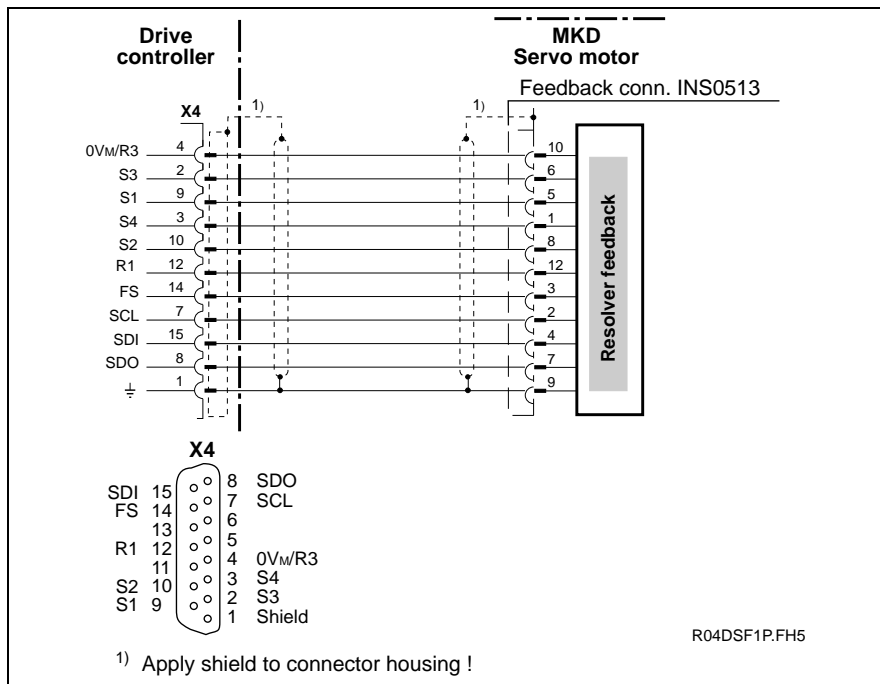 Drive controller
MKD Servo motor
Feedback conn. INS0513
X4
1)
1)
0VM/R3 4 10
S3 2 6
S1 9 5
S4 3 1
S2 10 8
R1 12 12
FS 14 3
SCL 7 2
SDI 15 4
SDO 8 7
1 9
Resolver feedback
X4
SDI 15
FS 14
13
R1 12
11
S2 10
S1 9
8 SDO
7 SCL
6
5
4 0VM/R3
3 S4
2 S3
1 Shield
R04DSF1P.FH5
1) Apply shield to connector housing !